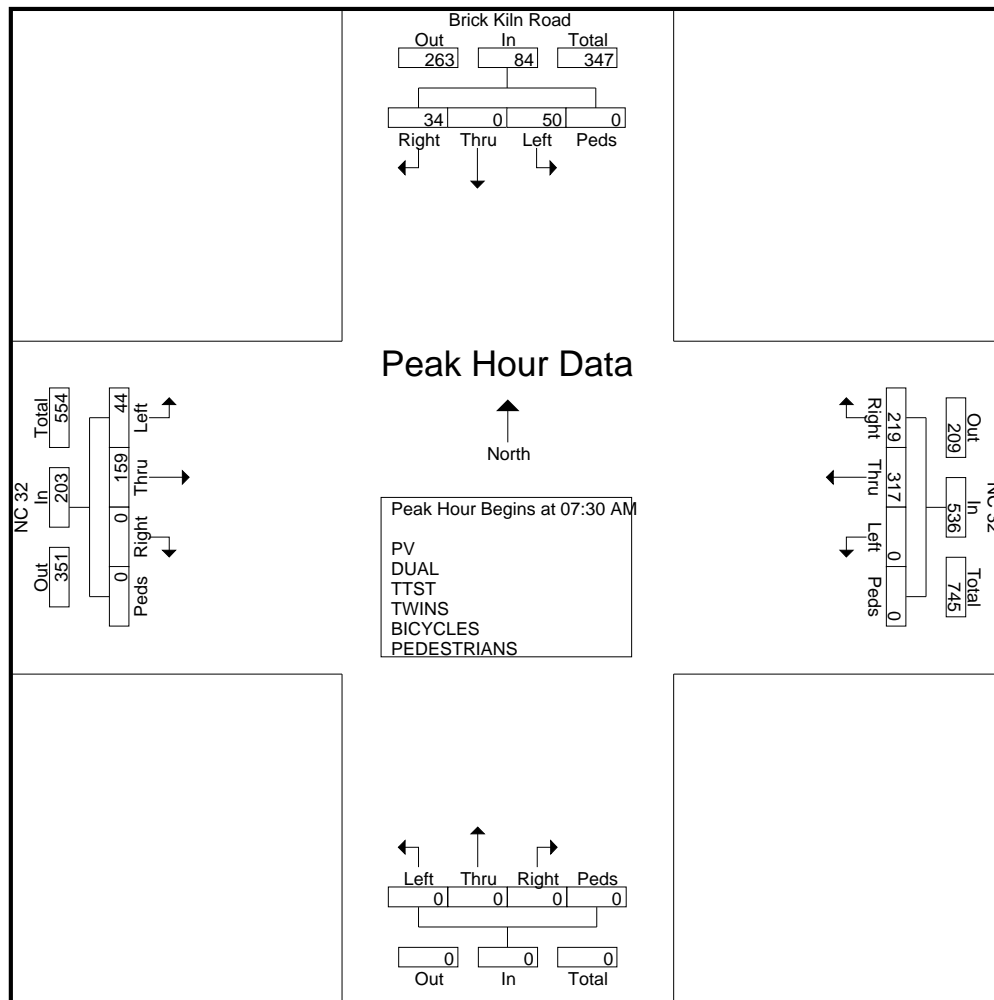 Brick Kiln Road
Out In Total
263 84 347
34 0 50 0
Right Thru Left Peds
Peak Hour Data
North
Peak Hour Begins at 07:30 AM
PV
DUAL
TTST
TWINS
BICYCLES
PEDESTRIANS
NC 32
Out In Total
351 203 554
0 0 159 44
Peds Right Thru Left
NC 32
Out In Total
209 536 745
219 317 0 0
Right Thru Left Peds
Left Thru Right Peds
0 0 0 0
0 0 0
Out In Total